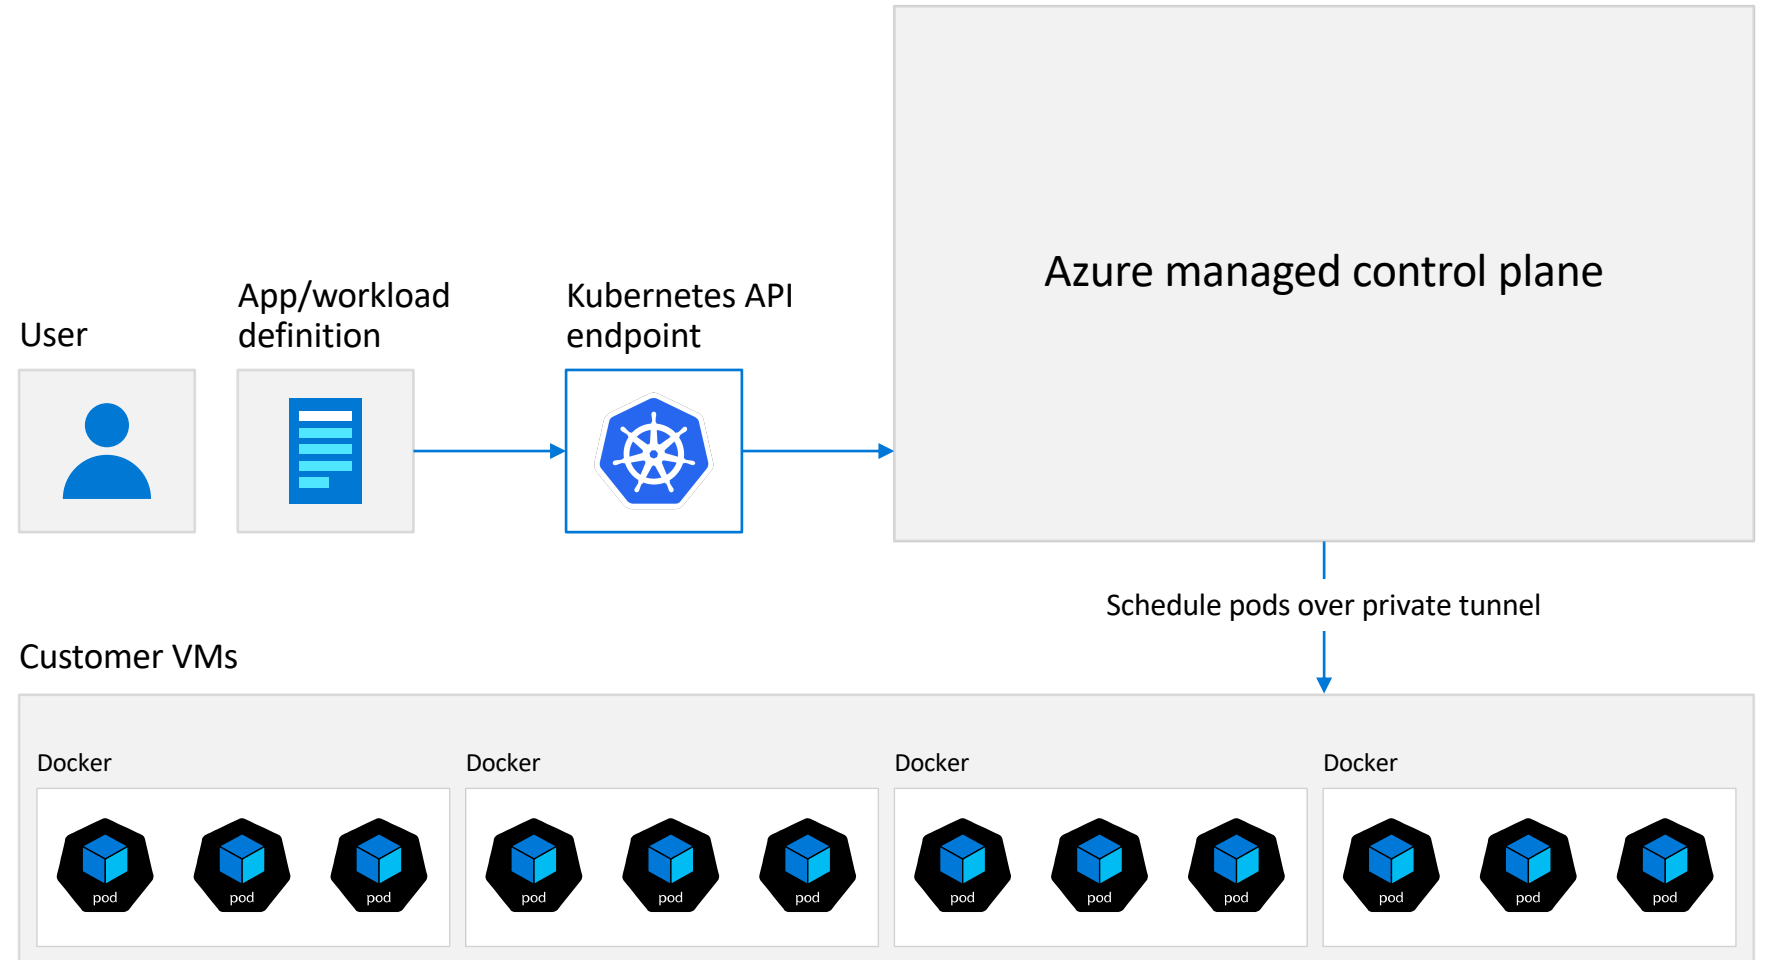 Azure managed control plane
User
App/workload
definition
Kubernetes API
endpoint
Schedule pods over private tunnel
Customer VMs
Docker
Docker
Docker
Docker
pod
pod
pod
pod
pod
pod
pod
pod
pod
pod
pod
pod